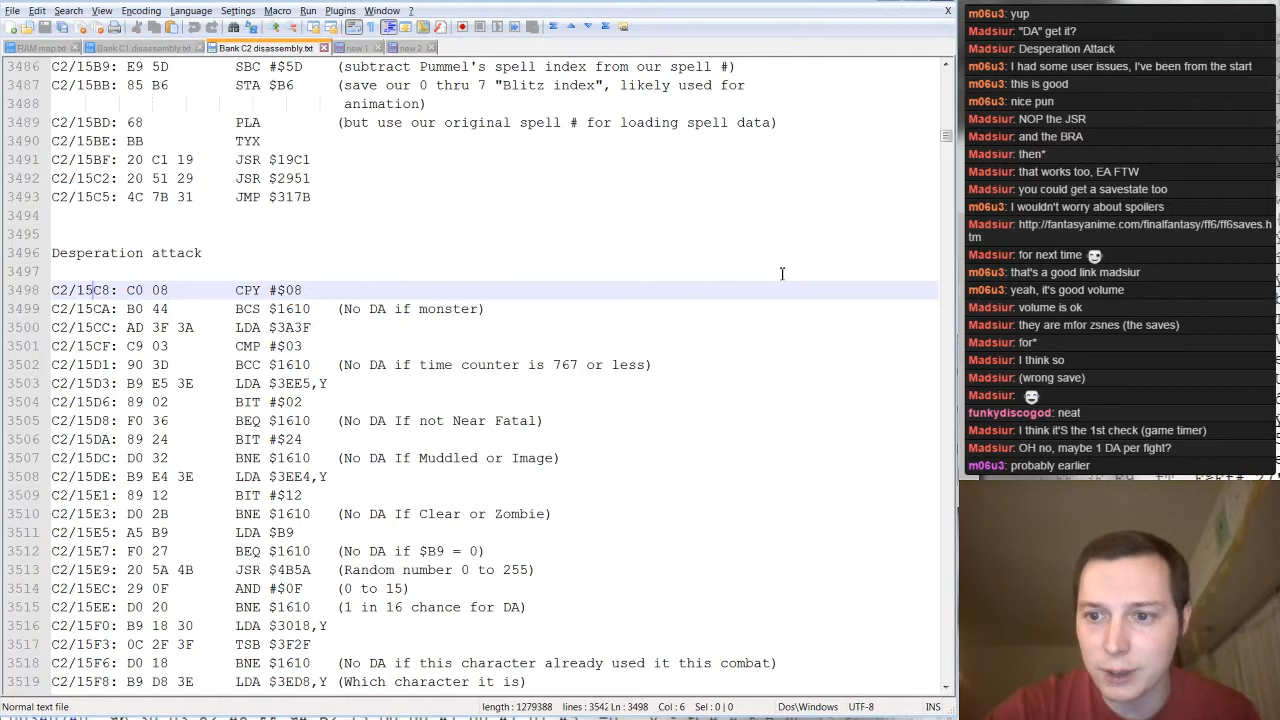 File Edit Search View Encoding Language Settings Macro Run Plugins Window ? X
RAM map.txt Bank C1 disassembly.txt Bank C2 disassembly.txt new 1 new 2
3486 C2/15B9: E9 5D SBC #$5D (subtract Pummel's spell index from our spell #)
3487 C2/15BB: 85 B6 STA $B6 (save our 0 thru 7 "Blitz index", likely used for
3488 animation)
3489 C2/15BD: 68 PLA (but use our original spell # for loading spell data)
3490 C2/15BE: BB TYX
3491 C2/15BF: 20 C1 19 JSR $19C1
3492 C2/15C2: 20 51 29 JSR $2951
3493 C2/15C5: 4C 7B 31 JMP $317B
3494
3495
3496 Desperation attack
3497
3498 C2/15C8: C0 08 CPY #$08
3499 C2/15CA: B0 44 BCS $1610 (No DA if monster)
3500 C2/15CC: AD 3F 3A LDA $3A3F
3501 C2/15CF: C9 03 CMP #$03
3502 C2/15D1: 90 3D BCC $1610 (No DA if time counter is 767 or less)
3503 C2/15D3: B9 E5 3E LDA $3EE5,Y
3504 C2/15D6: 89 02 BIT #$02
3505 C2/15D8: F0 36 BEQ $1610 (No DA If not Near Fatal)
3506 C2/15DA: 89 24 BIT #$24
3507 C2/15DC: D0 32 BNE $1610 (No DA If Muddled or Image)
3508 C2/15DE: B9 E4 3E LDA $3EE4,Y
3509 C2/15E1: 89 12 BIT #$12
3510 C2/15E3: D0 2B BNE $1610 (No DA If Clear or Zombie)
3511 C2/15E5: A5 B9 LDA $B9
3512 C2/15E7: F0 27 BEQ $1610 (No DA if $B9 = 0)
3513 C2/15E9: 20 5A 4B JSR $4B5A (Random number 0 to 255)
3514 C2/15EC: 29 0F AND #$0F (0 to 15)
3515 C2/15EE: D0 20 BNE $1610 (1 in 16 chance for DA)
3516 C2/15F0: B9 18 30 LDA $3018,Y
3517 C2/15F3: 0C 2F 3F TSB $3F2F
3518 C2/15F6: D0 18 BNE $1610 (No DA if this character already used it this combat)
3519 C2/15F8: B9 D8 3E LDA $3ED8,Y (Which character it is)
Normal text file length : 1279388 lines : 3542 Ln : 3498 Col : 6 Sel : 0 | 0 Dos\Windows UTF-8 INS
m06u3: yup
Madsiur: "DA" get it?
Madsiur: Desperation Attack
m06u3: I had some user issues, I've been from the start
m06u3: this is good
m06u3: nice pun
Madsiur: NOP the JSR
Madsiur: and the BRA
Madsiur: then*
Madsiur: that works too, EA FTW
Madsiur: you could get a savestate too
m06u3: I wouldn't worry about spoilers
Madsiur: http://fantasyanime.com/finalfantasy/ff6/ff6saves.h
tm
Madsiur: for next time
m06u3: that's a good link madsiur
m06u3: yeah, it's good volume
Madsiur: volume is ok
Madsiur: they are mfor zsnes (the saves)
Madsiur: for*
Madsiur: I think so
Madsiur: (wrong save)
Madsiur:
funkydiscogod: neat
Madsiur: I think it'S the 1st check (game timer)
Madsiur: OH no, maybe 1 DA per fight?
m06u3: probably earlier